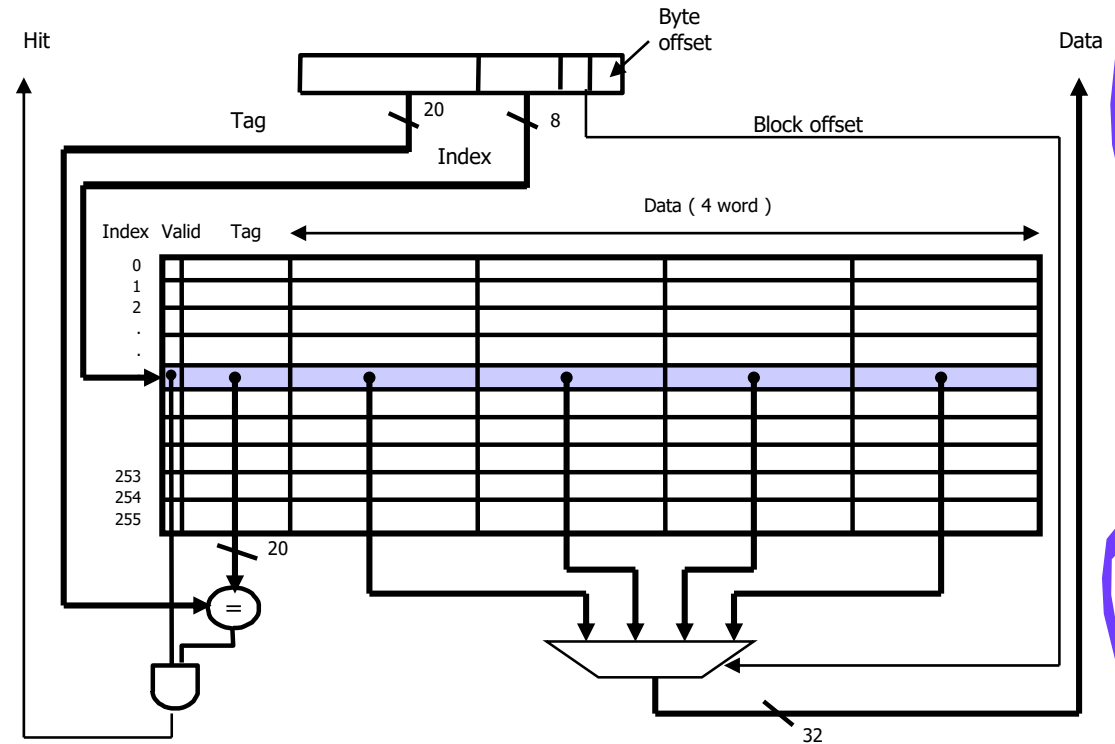 Byte
offset
Hit
Data
20
8
Tag
Block offset
Index
Data ( 4 word )
Index Valid Tag
0
1
2
.
.
253
254
255
20
=
32